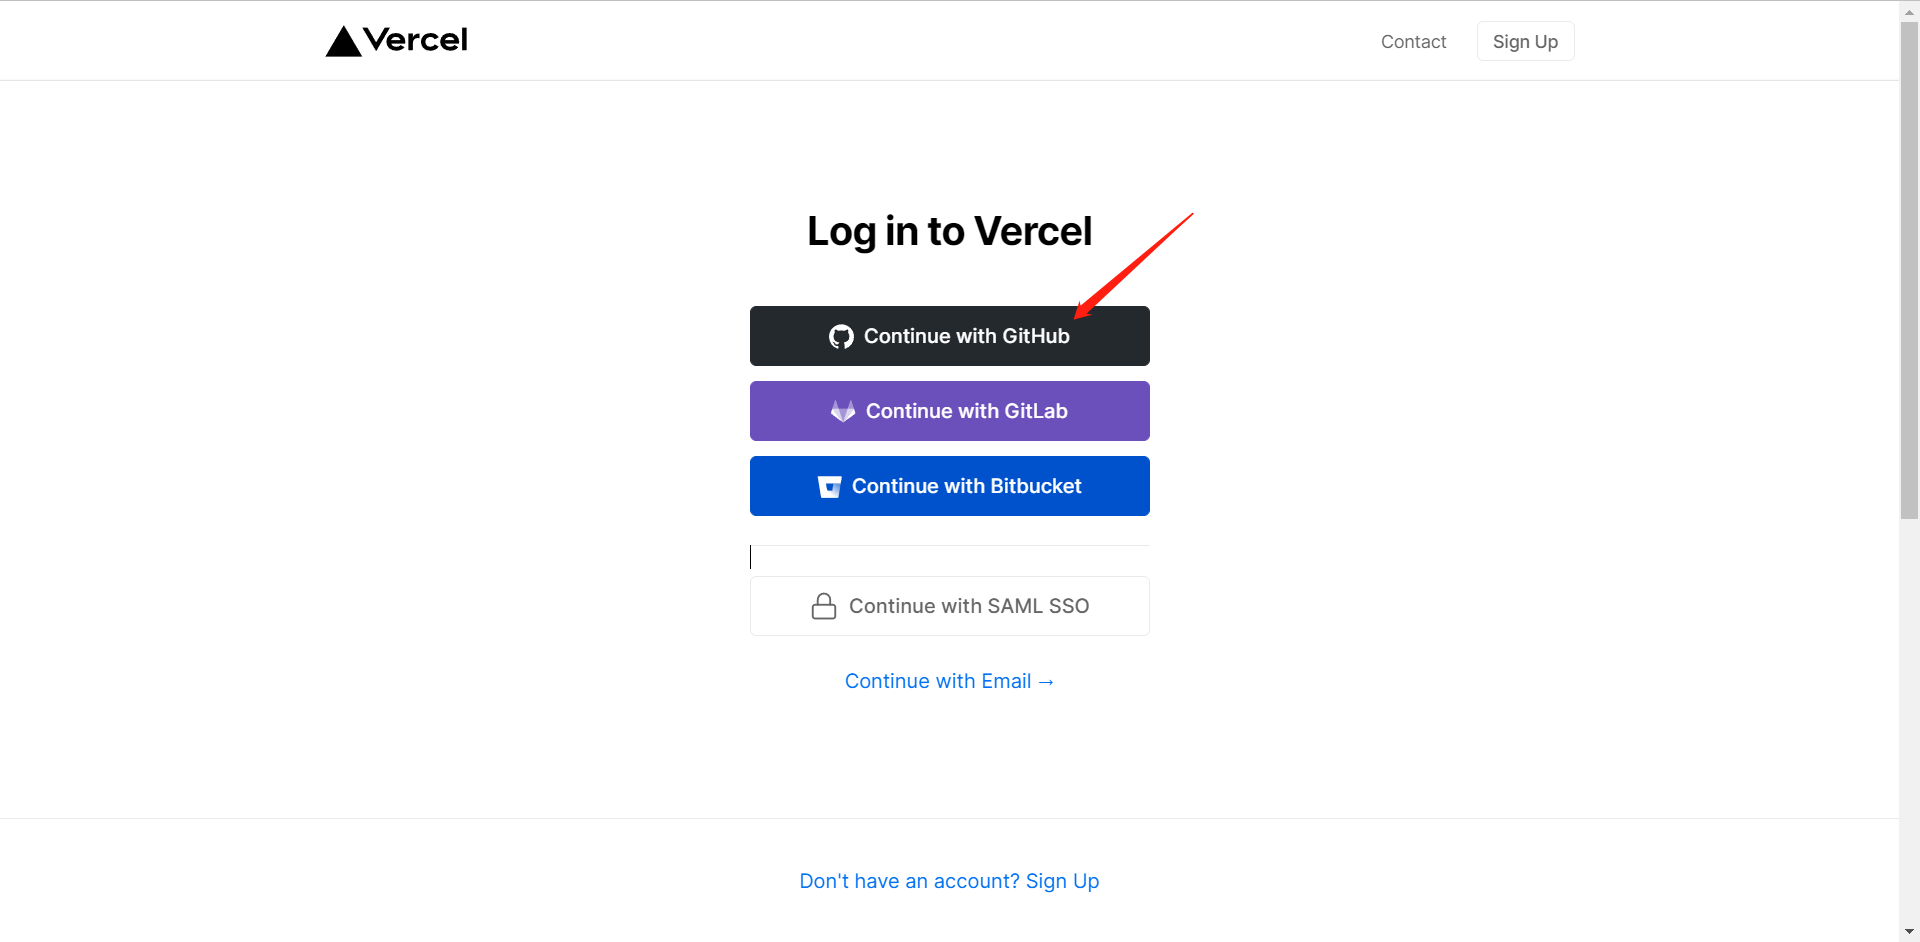 Vercel
Contact
Sign Up
Log in to Vercel
Continue with GitHub
Continue with GitLab
Continue with Bitbucket
Continue with SAML SSO
Continue with Email →
Don't have an account? Sign Up